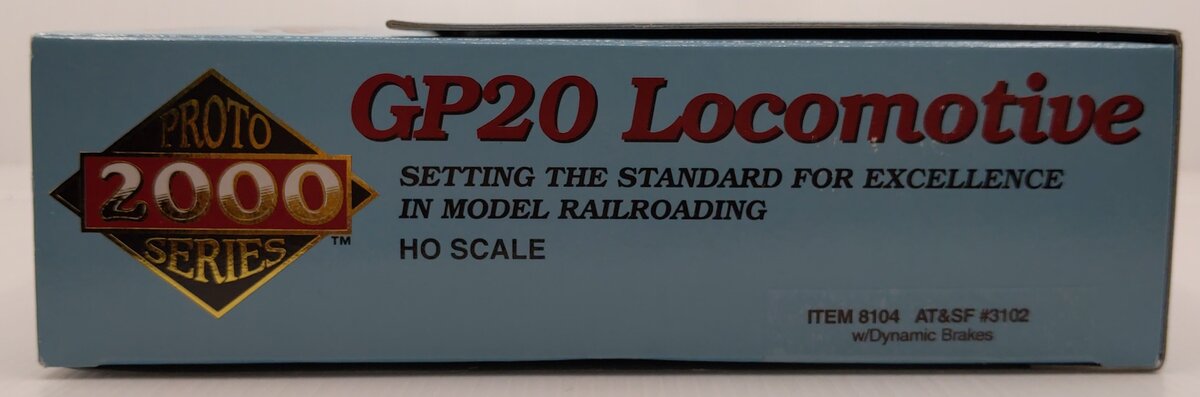 PROTO
2000
SERIES
™
GP20 Locomotive
SETTING THE STANDARD FOR EXCELLENCE
IN MODEL RAILROADING
HO SCALE
ITEM 8104 AT&SF #3102
w/Dynamic Brakes